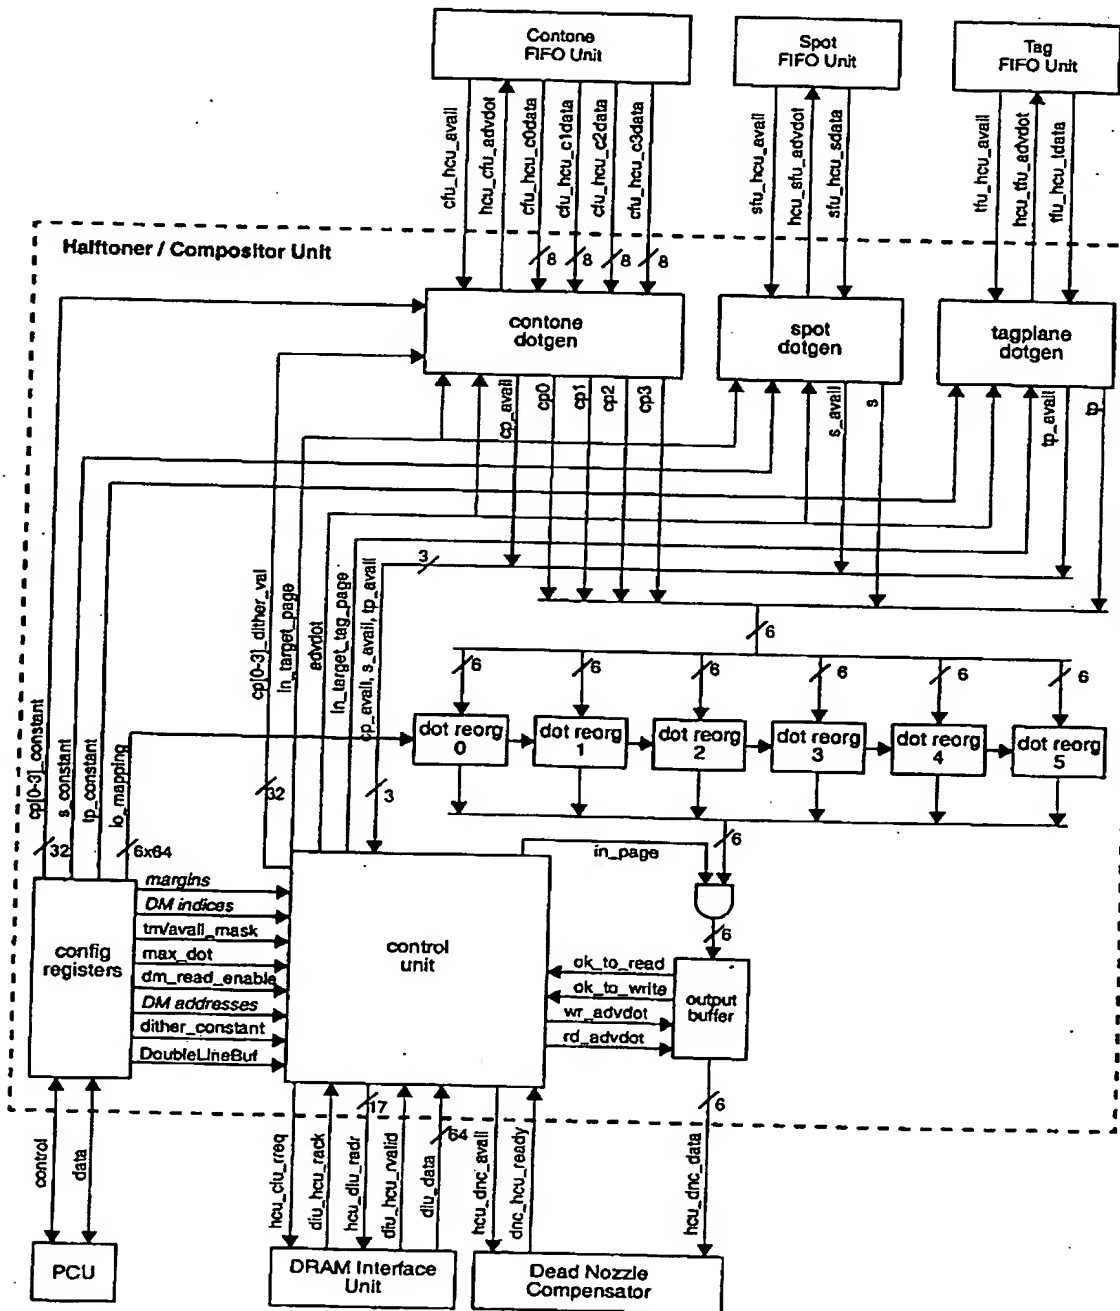 Contone
FIFO Unit
Spot
FIFO Unit
Tag
FIFO Unit
cfu_hcu_avail
hcu_cfu_advdot
cfu_hcu_c0data
cfu_hcu_c1data
cfu_hcu_c2data
cfu_hcu_c3data
sfu_hcu_avail
hcu_sfu_advdot
sfu_hcu_sdata
tfu_hcu_avail
hcu_tfu_advdot
tfu_hcu_tdata
Halftoner / Compositor Unit
8
8
8
8
contone
dotgen
spot
dotgen
tagplane
dotgen
cp_avail
cp0
cp1
cp2
cp3
s_avail
s
tp_avail
tp
3
6
cp[0-3]_dither_val
in_target_page
advdot
in_target_tag_page
cp_avail, s_avail, tp_avail
6
6
6
6
6
6
dot reorg
0
dot reorg
1
dot reorg
2
dot reorg
3
dot reorg
4
dot reorg
5
cp[0-3]_constant
s_constant
tp_constant
io_mapping
32
3
32
6x64
6
in_page
6
config
registers
margins
DM indices
tm/avail_mask
max_dot
dm_read_enable
DM addresses
dither_constant
DoubleLineBuf
control
unit
ok_to_read
ok_to_write
wr_advdot
rd_advdot
output
buffer
17
64
6
control
data
hcu_diu_rreq
diu_hcu_rack
hcu_diu_radr
diu_hcu_rvalid
diu_data
hcu_dnc_avail
dnc_hcu_ready
hcu_dnc_data
PCU
DRAM Interface
Unit
Dead Nozzle
Compensator